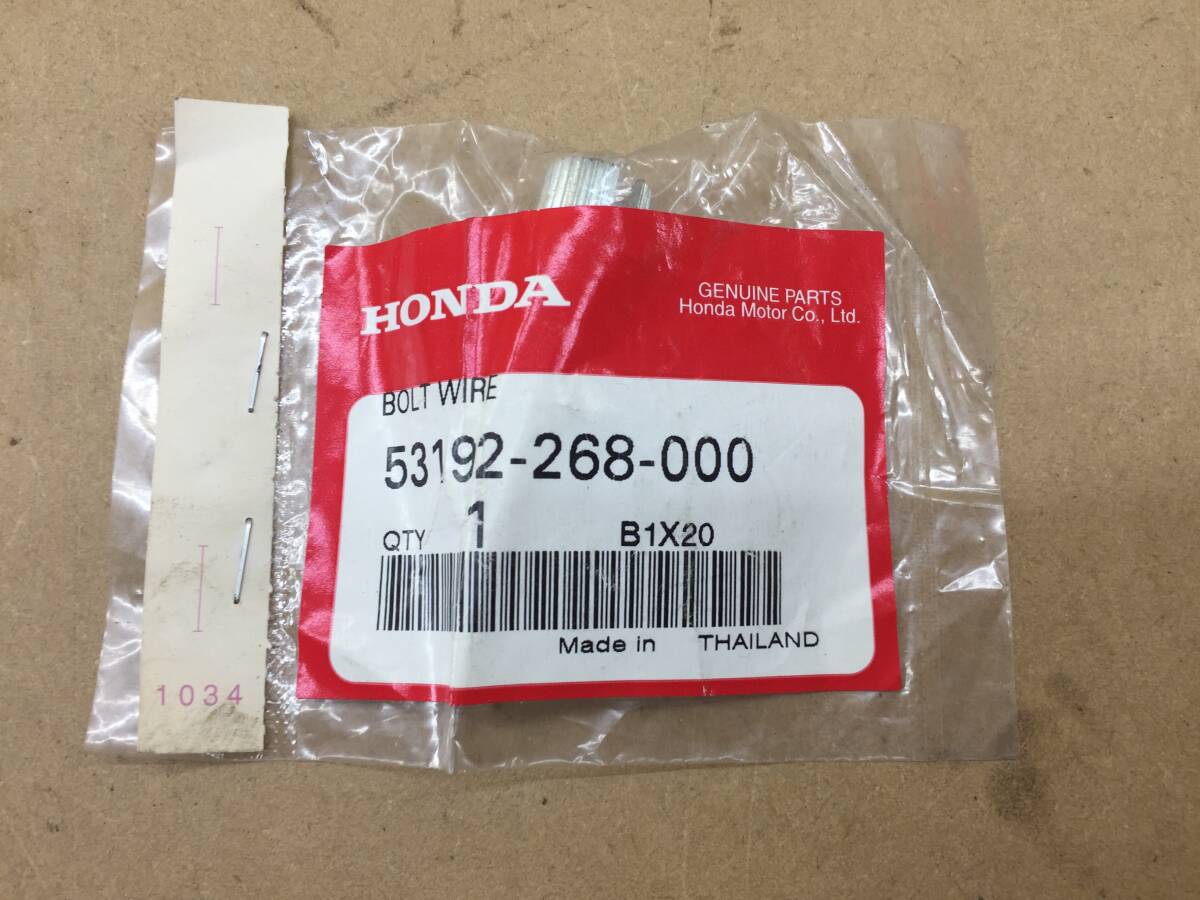 HONDA
GENUINE PARTS
Honda Motor Co., Ltd.
BOLT WIRE
53192-268-000
QTY 1 B1X20
Made in THAILAND
1034